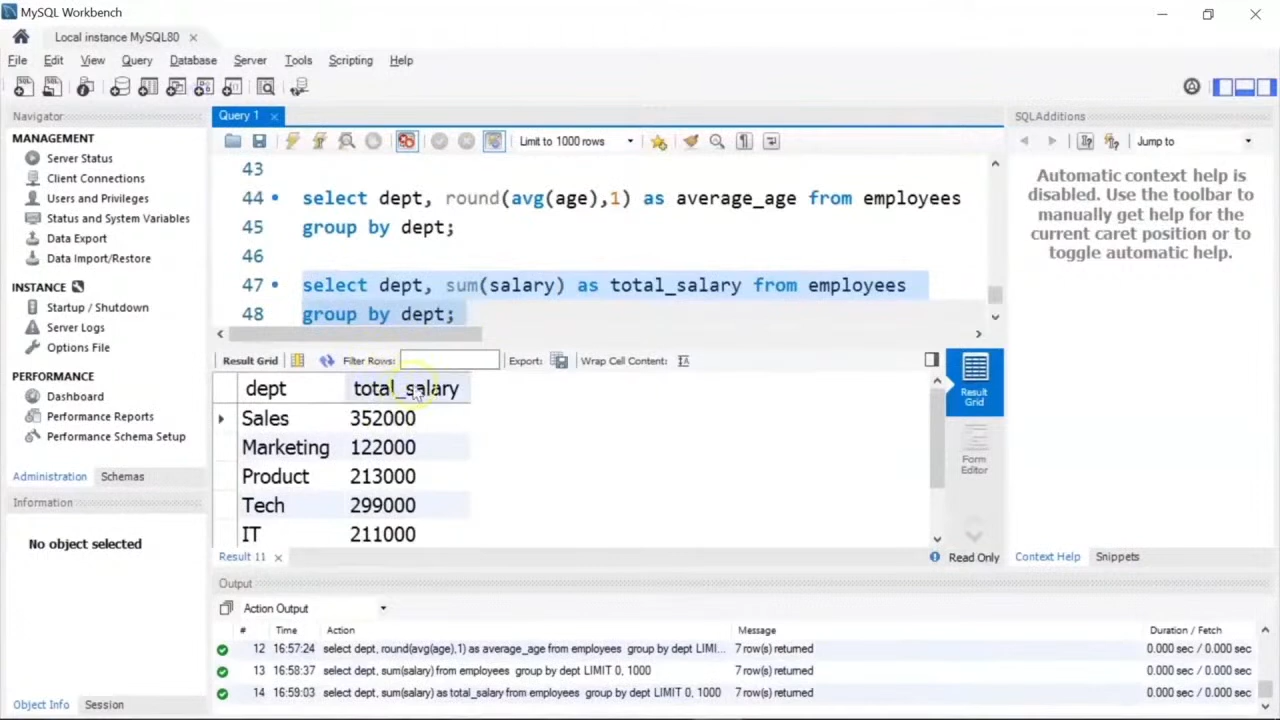 MySQL Workbench
Local instance MySQL80
File Edit View Query Database Server Tools Scripting Help
Navigator
MANAGEMENT
Server Status
Client Connections
Users and Privileges
Status and System Variables
Data Export
Data Import/Restore
INSTANCE
Startup / Shutdown
Server Logs
Options File
PERFORMANCE
Dashboard
Performance Reports
Performance Schema Setup
Administration Schemas
Information
No object selected
Object Info Session
Query 1
Limit to 1000 rows
43
44 select dept, round(avg(age),1) as average_age from employees
45 group by dept;
46
47 select dept, sum(salary) as total_salary from employees
48 group by dept;
Result Grid Filter Rows: Export: Wrap Cell Content:
dept total_salary
Sales 352000
Marketing 122000
Product 213000
Tech 299000
IT 211000
Result Grid
Form Editor
Result 11
Read Only
SQLAdditions
Jump to
Automatic context help is
disabled. Use the toolbar to
manually get help for the
current caret position or to
toggle automatic help.
Context Help Snippets
Output
Action Output
# Time Action Message Duration / Fetch
12 16:57:24 select dept, round(avg(age),1) as average_age from employees group by dept LIMI... 7 row(s) returned 0.000 sec / 0.000 sec
13 16:58:37 select dept, sum(salary) from employees group by dept LIMIT 0, 1000 7 row(s) returned 0.000 sec / 0.000 sec
14 16:59:03 select dept, sum(salary) as total_salary from employees group by dept LIMIT 0, 1000 7 row(s) returned 0.000 sec / 0.000 sec